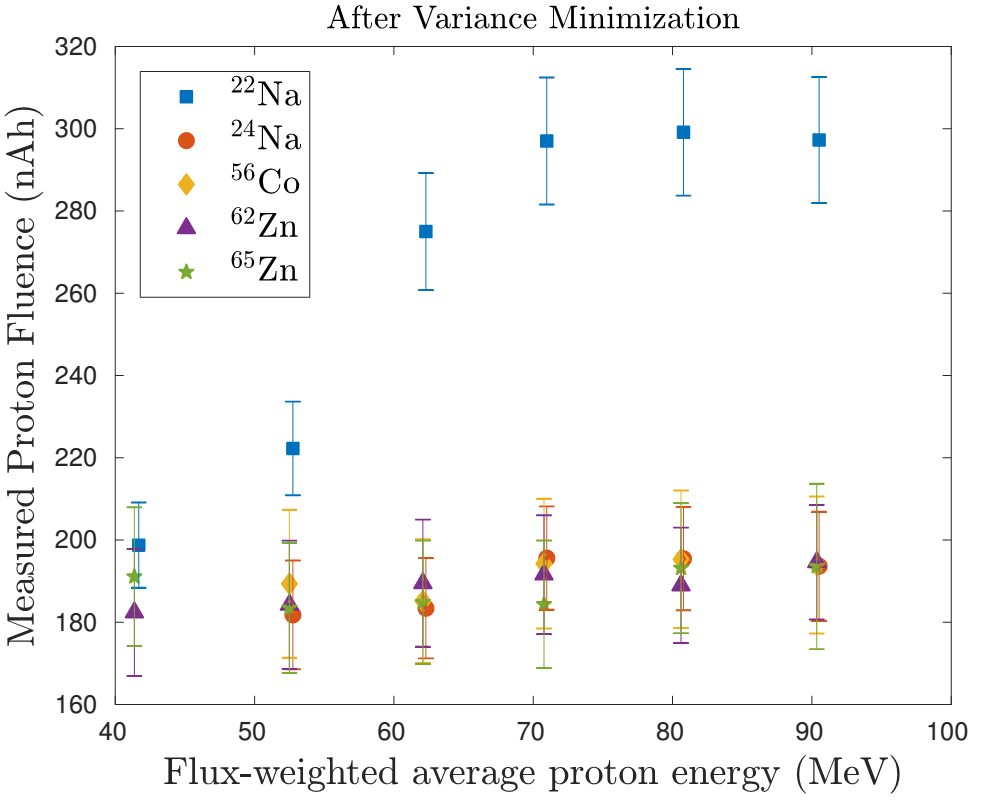 After Variance Minimization
Measured Proton Fluence (nAh)
320
300
280
260
240
220
200
180
160
²²Na
²⁴Na
⁵⁶Co
⁶²Zn
⁶⁵Zn
40 50 60 70 80 90 100
Flux-weighted average proton energy (MeV)